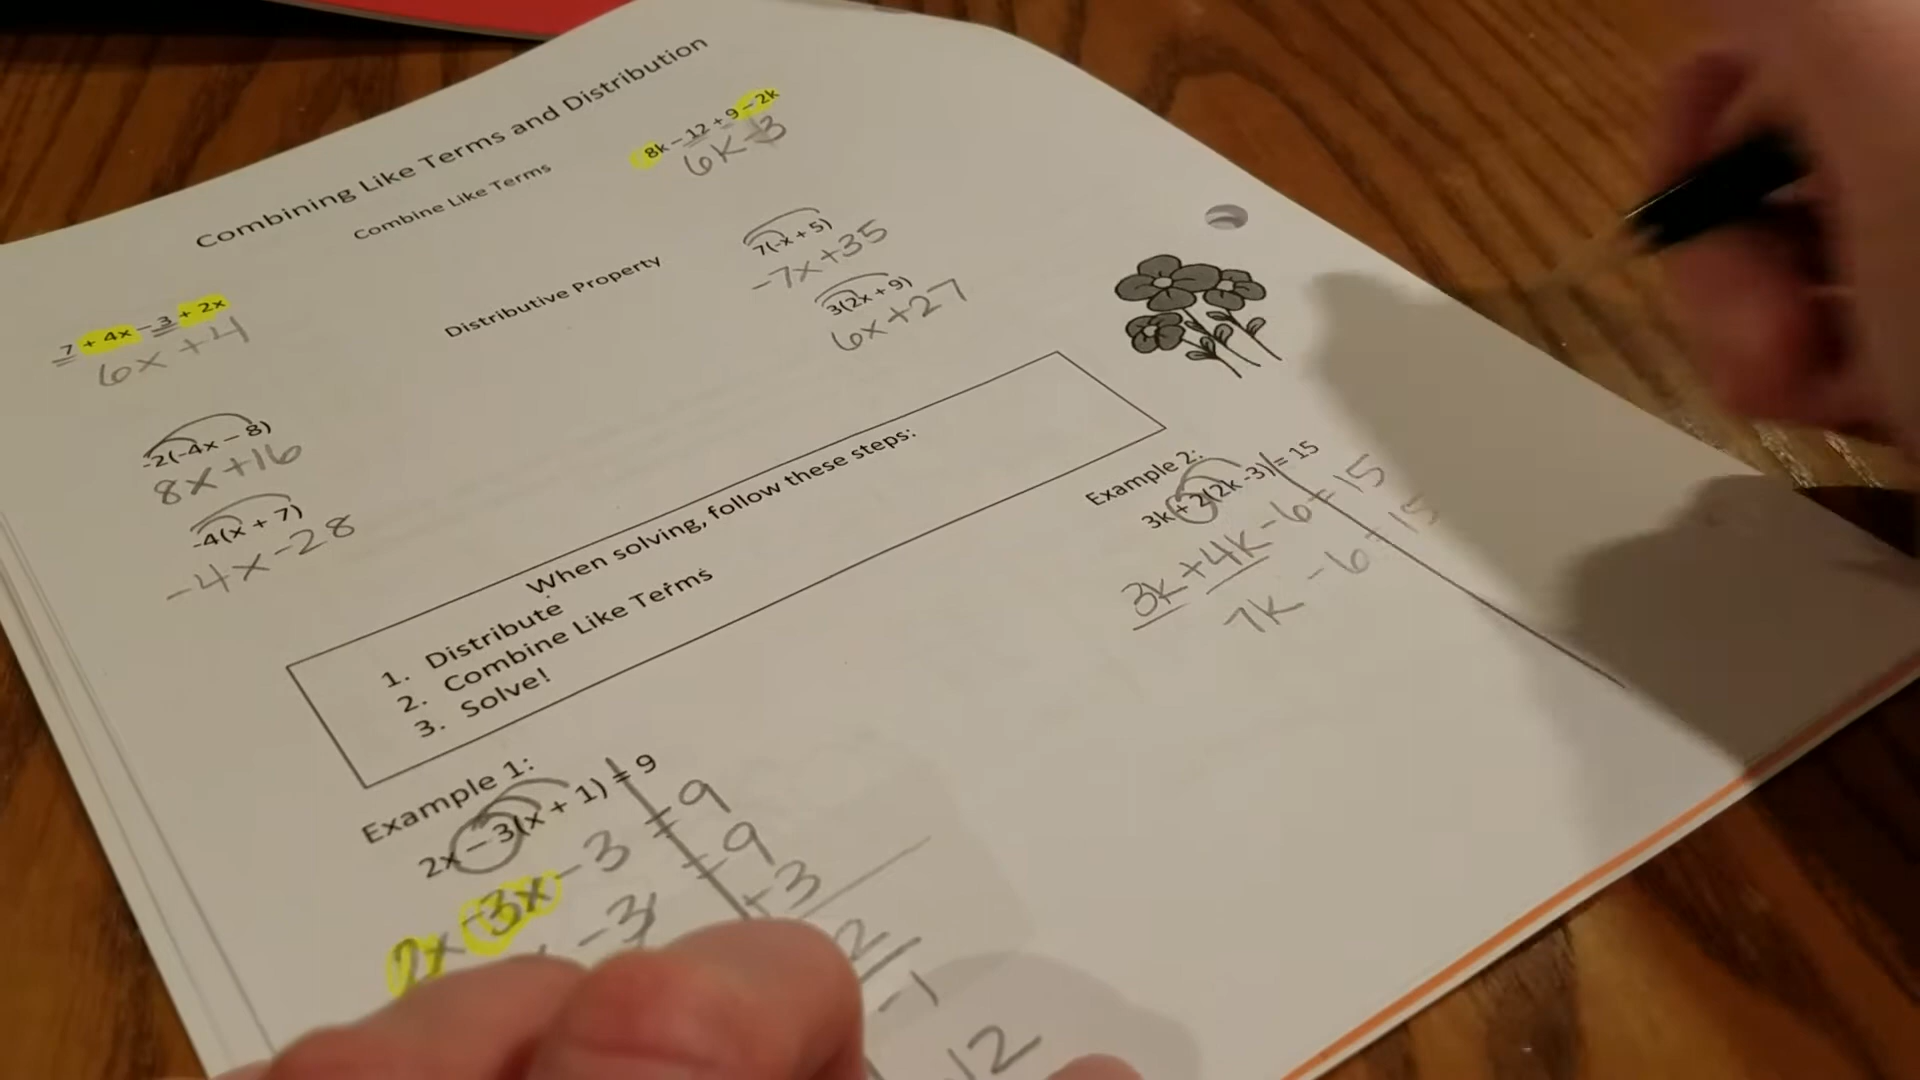 Combining Like Terms and Distribution
Combine Like Terms
7 + 4x - 3 + 2x
6x + 4
8k - 12 + 9 - 2k
6k - 3
Distributive Property
-2(-4x - 8)
8x + 16
7(-x + 5)
-7x + 35
-4(x + 7)
-4x - 28
3(2x + 9)
6x + 27
When solving, follow these steps:
1. Distribute
2. Combine Like Terms
3. Solve!
Example 1:
2x - 3(x + 1) = 9
2x - 3x - 3 = 9
- 3 = 9
+ 3
2
-1
12
Example 2:
3k + 2(2k -3) = 15
3k + 4k - 6 = 15
7k - 6 = 15